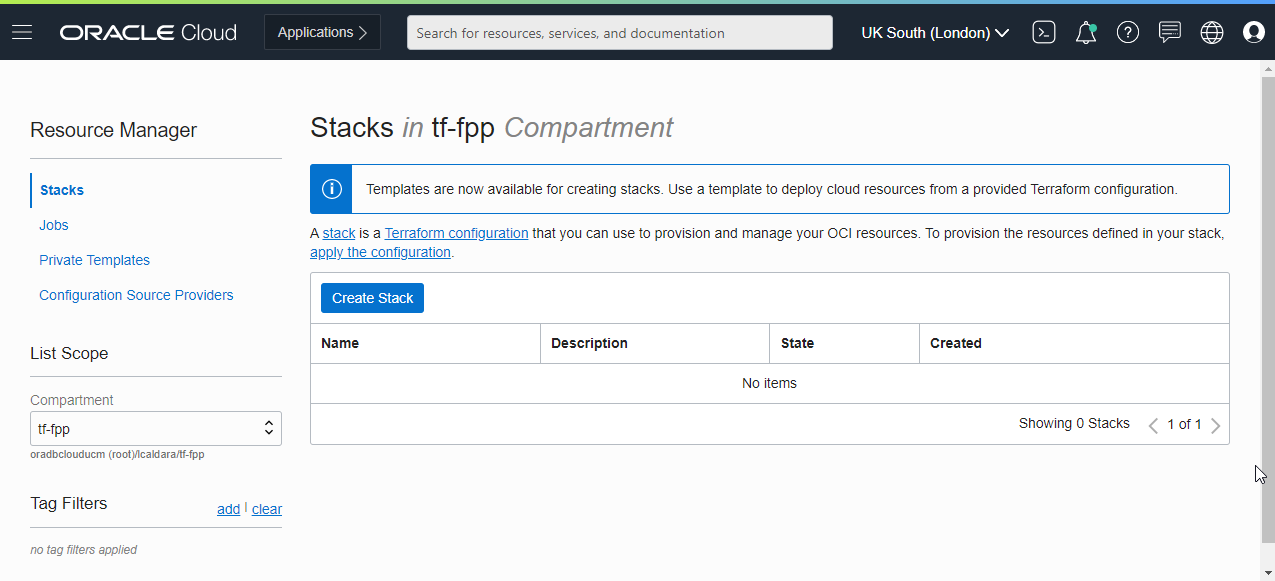 ORACLE Cloud
Applications
Search for resources, services, and documentation
UK South (London)
Resource Manager
Stacks
Jobs
Private Templates
Configuration Source Providers
List Scope
Compartment
tf-fpp
oradbclouducm (root)/lcaldara/tf-fpp
Tag Filters
add | clear
no tag filters applied
Stacks in tf-fpp Compartment
Templates are now available for creating stacks. Use a template to deploy cloud resources from a provided Terraform configuration.
A stack is a Terraform configuration that you can use to provision and manage your OCI resources. To provision the resources defined in your stack,
apply the configuration.
Create Stack
Name Description State Created
No items
Showing 0 Stacks 1 of 1